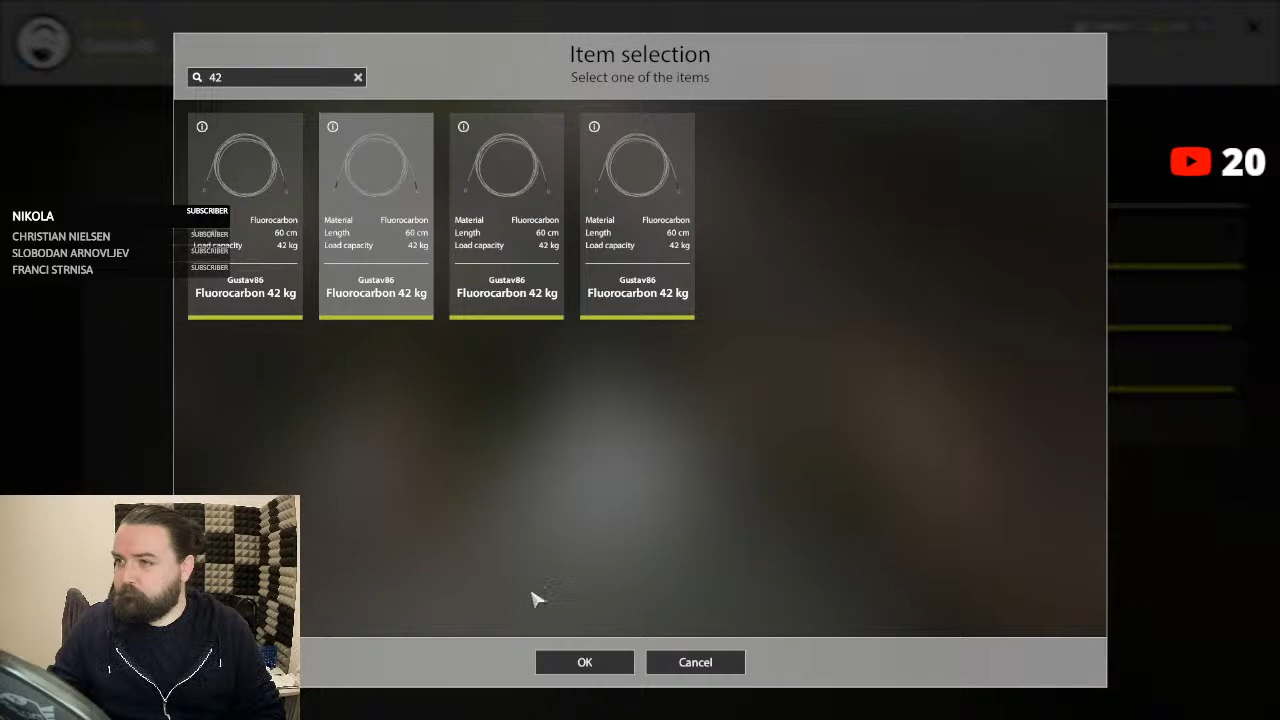 Item selection
Select one of the items
42
20
NIKOLA SUBSCRIBER
CHRISTIAN NIELSEN SUBSCRIBER
SLOBODAN ARNOVLJEV SUBSCRIBER
FRANCI STRNISA SUBSCRIBER
Fluorocarbon
60 cm
Load capacity 42 kg
Gustav86
Fluorocarbon 42 kg
Material Fluorocarbon
Length 60 cm
Load capacity 42 kg
Gustav86
Fluorocarbon 42 kg
Material Fluorocarbon
Length 60 cm
Load capacity 42 kg
Gustav86
Fluorocarbon 42 kg
Material Fluorocarbon
Length 60 cm
Load capacity 42 kg
Gustav86
Fluorocarbon 42 kg
OK
Cancel